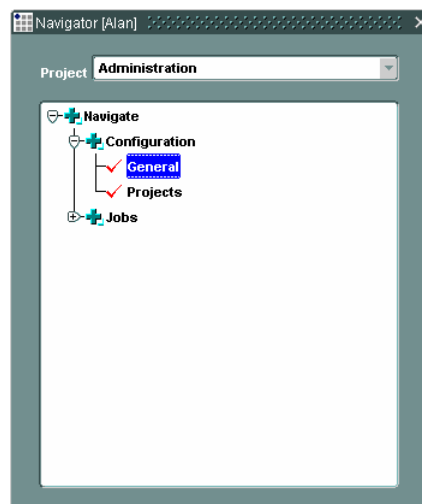 Navigator [Alan]
Project Administration
Navigate
Configuration
General
Projects
Jobs